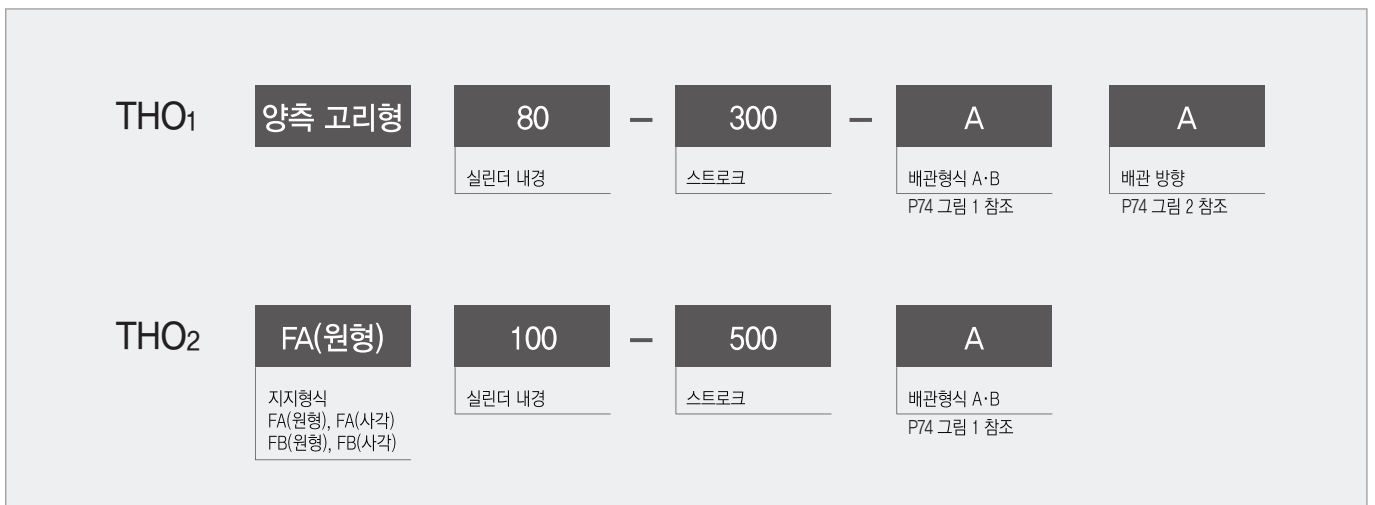 THO1 양측 고리형 80 – 300 – A A
실린더 내경 스트로크 배관형식 A·B 배관 방향
P74 그림 1 참조 P74 그림 2 참조
THO2 FA(원형) 100 – 500 A
지지형식 실린더 내경 스트로크 배관형식 A·B
FA(원형), FA(사각) P74 그림 1 참조
FB(원형), FB(사각)